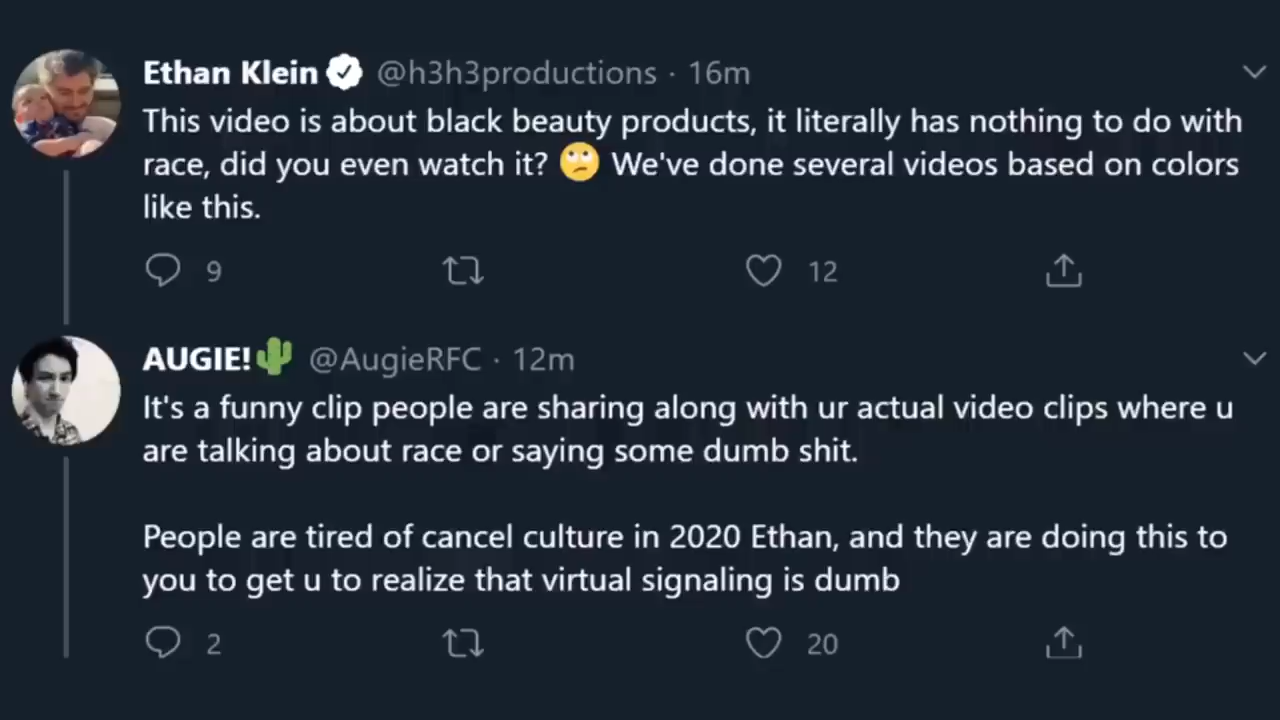 Ethan Klein @h3h3productions · 16m
This video is about black beauty products, it literally has nothing to do with
race, did you even watch it? 🙄 We've done several videos based on colors
like this.
9 12
AUGIE!🌵 @AugieRFC · 12m
It's a funny clip people are sharing along with ur actual video clips where u
are talking about race or saying some dumb shit.
People are tired of cancel culture in 2020 Ethan, and they are doing this to
you to get u to realize that virtual signaling is dumb
2 20